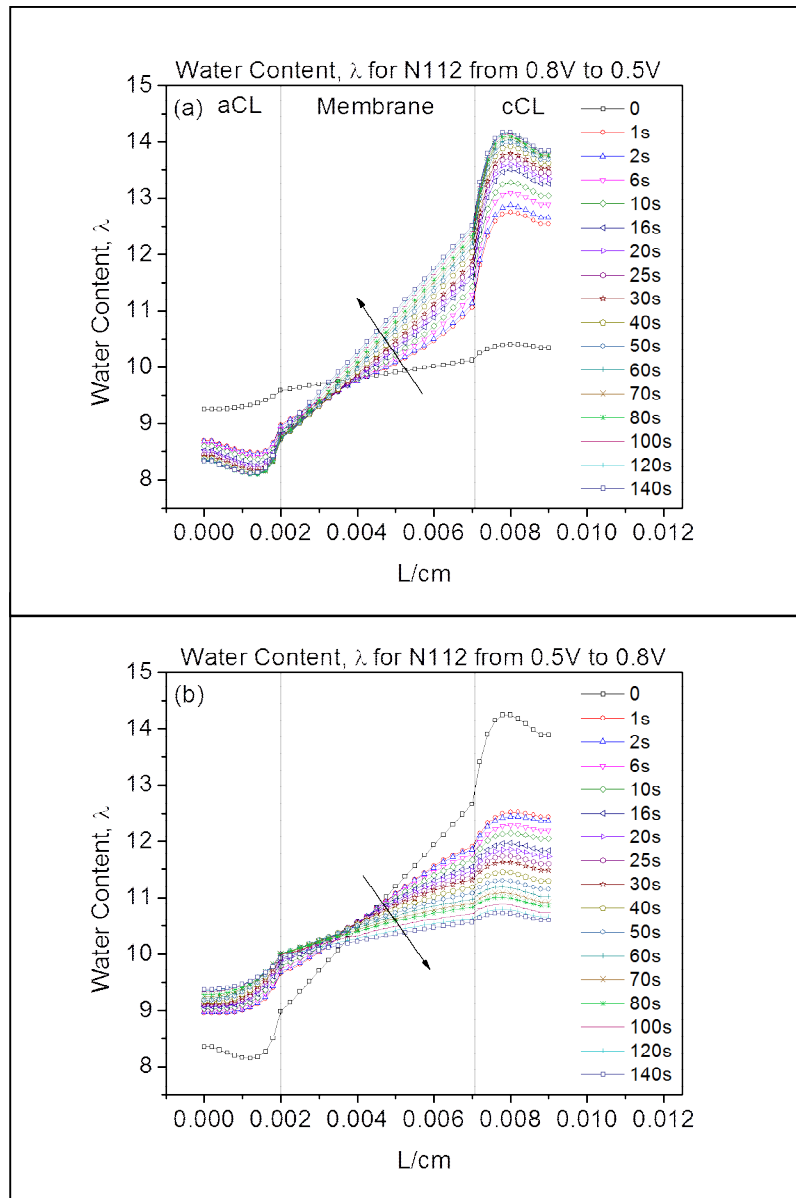 Water Content, λ for N112 from 0.8V to 0.5V
(a) aCL Membrane cCL
15
14
13
12
11
10
9
8
Water Content, λ
0.000 0.002 0.004 0.006 0.008 0.010 0.012
L/cm
0
1s
2s
6s
10s
16s
20s
25s
30s
40s
50s
60s
70s
80s
100s
120s
140s
Water Content, λ for N112 from 0.5V to 0.8V
(b)
15
14
13
12
11
10
9
8
Water Content, λ
0.000 0.002 0.004 0.006 0.008 0.010 0.012
L/cm
0
1s
2s
6s
10s
16s
20s
25s
30s
40s
50s
60s
70s
80s
100s
120s
140s